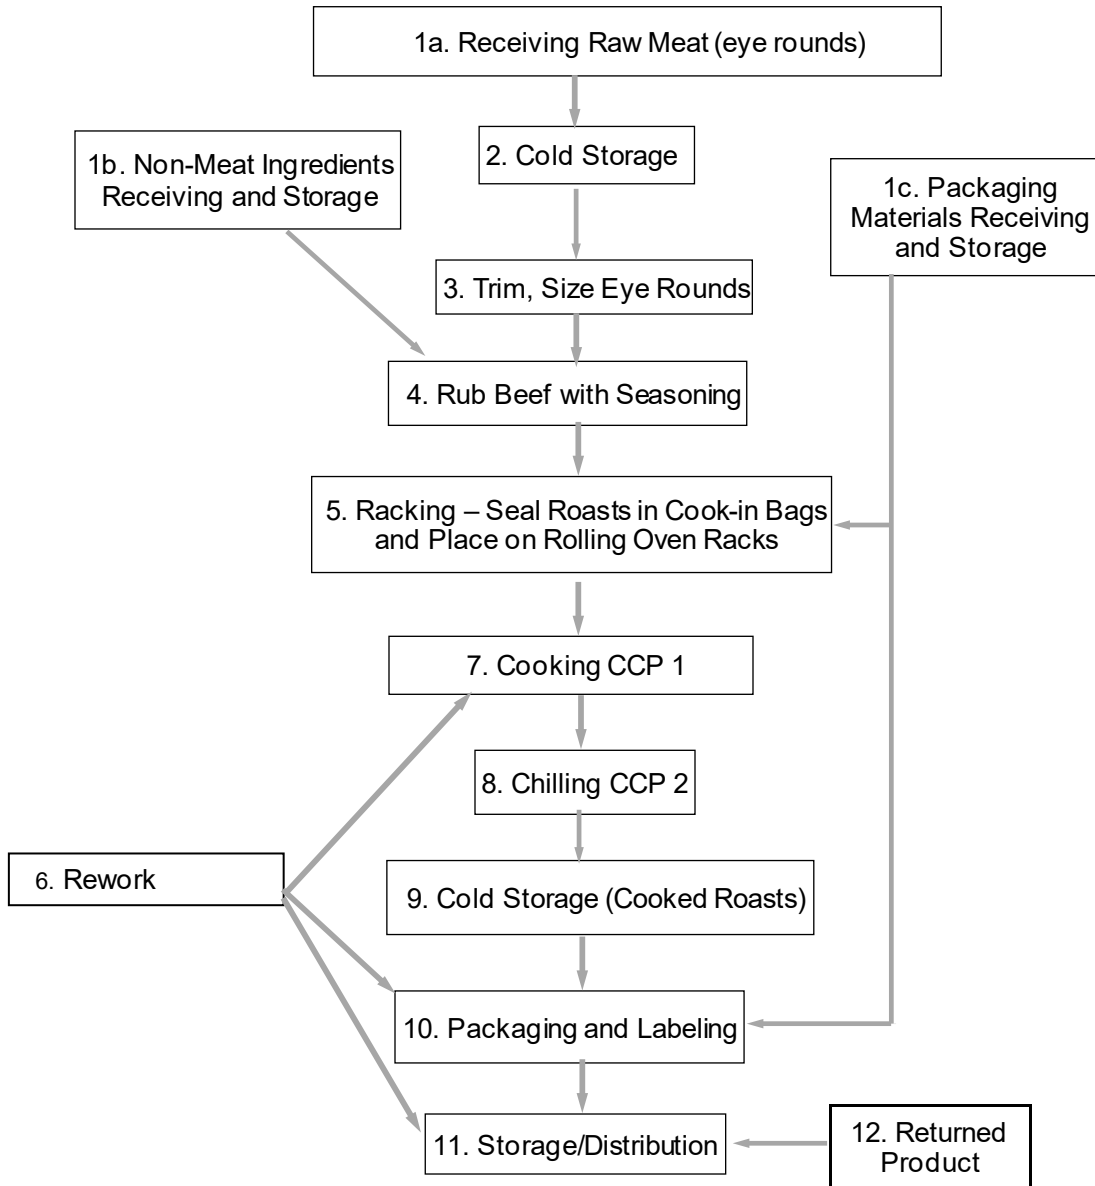 1a. Receiving Raw Meat (eye rounds)
1b. Non-Meat Ingredients
Receiving and Storage
2. Cold Storage
1c. Packaging
Materials Receiving
and Storage
3. Trim, Size Eye Rounds
4. Rub Beef with Seasoning
5. Racking – Seal Roasts in Cook-in Bags
and Place on Rolling Oven Racks
7. Cooking CCP 1
8. Chilling CCP 2
6. Rework
9. Cold Storage (Cooked Roasts)
10. Packaging and Labeling
11. Storage/Distribution
12. Returned
Product